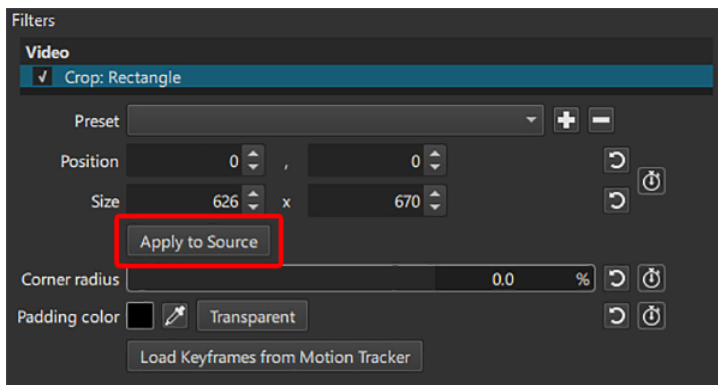 Filters
Video
Crop: Rectangle
Preset
Position 0 , 0
Size 626 x 670
Apply to Source
Corner radius 0.0 %
Padding color Transparent
Load Keyframes from Motion Tracker